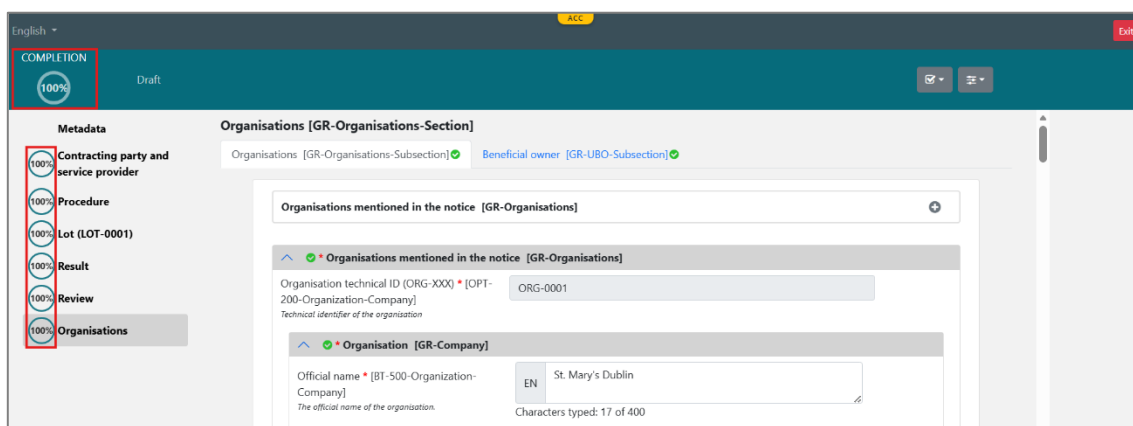 ACC
English
Exit
COMPLETION
100%
Draft
Metadata
100% Contracting party and
service provider
100% Procedure
100% Lot (LOT-0001)
100% Result
100% Review
100% Organisations
Organisations [GR-Organisations-Section]
Organisations [GR-Organisations-Subsection] Beneficial owner [GR-UBO-Subsection]
Organisations mentioned in the notice [GR-Organisations]
* Organisations mentioned in the notice [GR-Organisations]
Organisation technical ID (ORG-XXX) * [OPT-
200-Organization-Company]
Technical identifier of the organisation
ORG-0001
* Organisation [GR-Company]
Official name * [BT-500-Organization-
Company]
The official name of the organisation.
EN
St. Mary's Dublin
Characters typed: 17 of 400